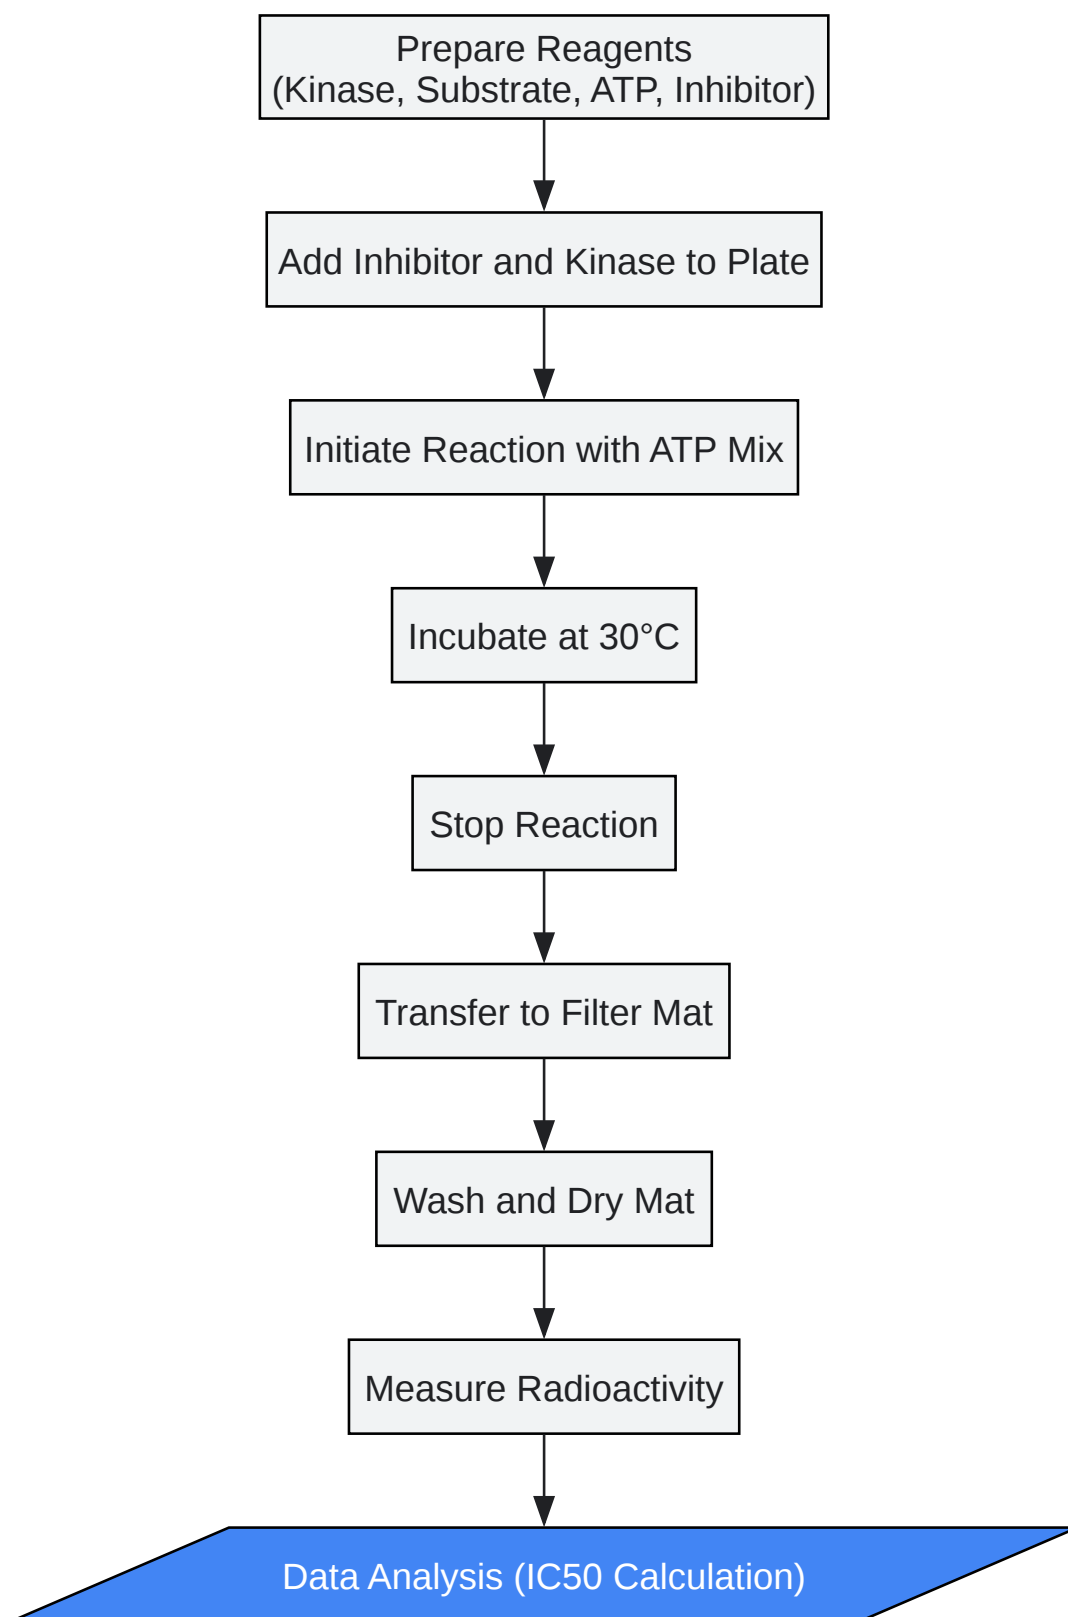 Prepare Reagents
(Kinase, Substrate, ATP, Inhibitor)
Add Inhibitor and Kinase to Plate
Initiate Reaction with ATP Mix
Incubate at 30°C
Stop Reaction
Transfer to Filter Mat
Wash and Dry Mat
Measure Radioactivity
Data Analysis (IC50 Calculation)